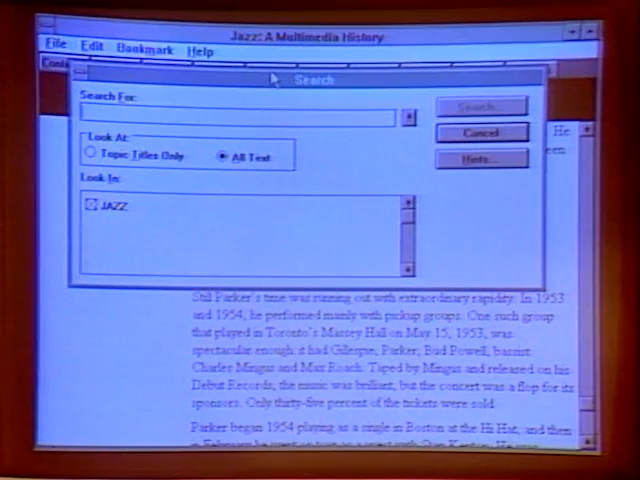 Jazz: A Multimedia History
File Edit Bookmark Help
Search
Search For:
Search...
He
Look At:
Cancel
een
Topic Titles Only All Text
Hints...
Look In:
JAZZ
Still Parker's time was running out with extraordinary rapidity. In 1953
and 1954, he performed mainly with pickup groups. One such group
that played in Toronto's Massey Hall on May 15, 1953, was
spectacular enough: it had Gillespie, Parker, Bud Powell, bassist
Charles Mingus and Max Roach. Taped by Mingus and released on his
Debut Records, the music was brilliant, but the concert was a flop for its
sponsors. Only thirty-five percent of the tickets were sold.
Parker began 1954 playing as a single in Boston at the Hi Hat, and then